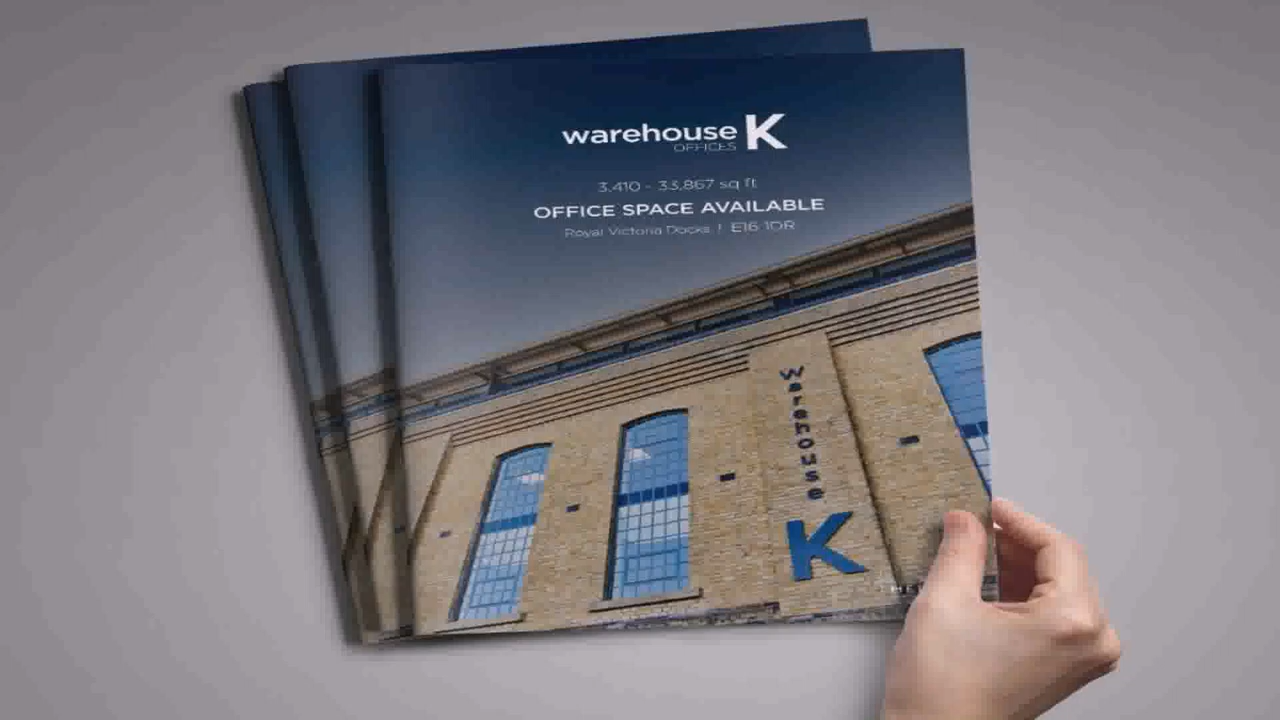 warehouse K
OFFICES
3,410 - 33,867 sq ft
OFFICE SPACE AVAILABLE
Royal Victoria Docks | E16 1DR
Warehouse
K